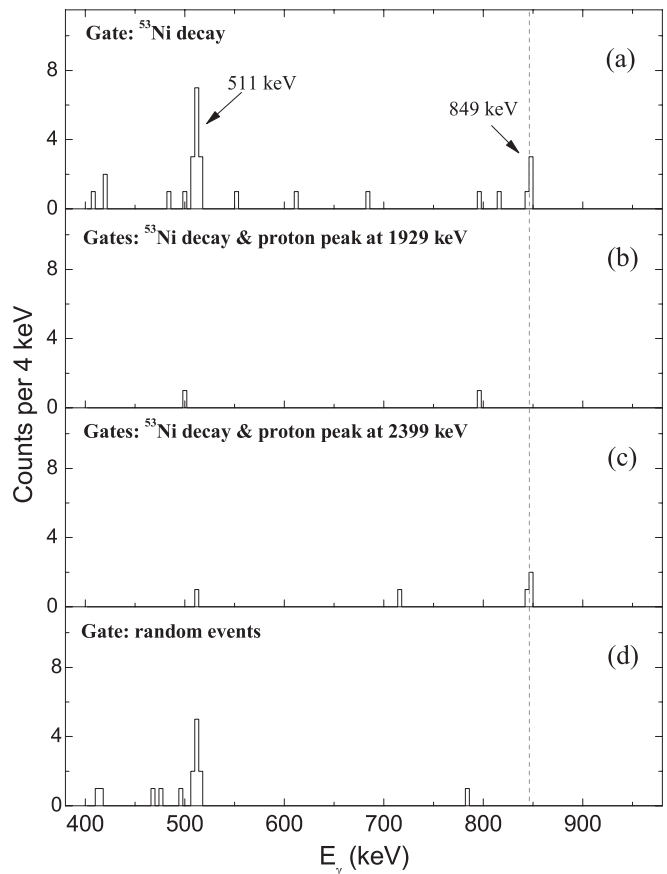 Gate: ⁵³Ni decay
(a)
511 keV
849 keV
8
4
0
Gates: ⁵³Ni decay & proton peak at 1929 keV
(b)
8
4
0
Gates: ⁵³Ni decay & proton peak at 2399 keV
(c)
8
4
0
Gate: random events
(d)
8
4
0
400 500 600 700 800 900
Counts per 4 keV
Eγ (keV)